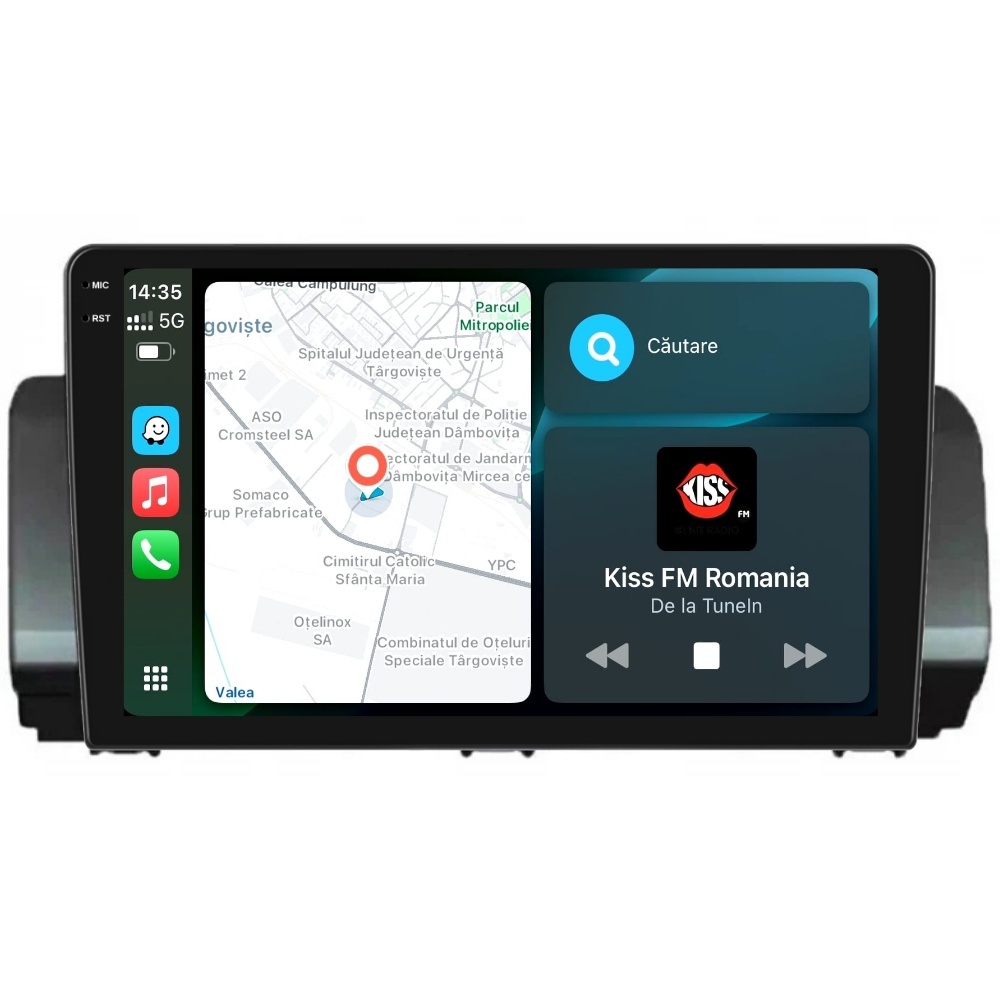 MIC
RST
14:35
5G
Calea Câmpulung
goviște
Parcul
Mitropoliei
Spitalul Județean de Urgență
Târgoviște
imet 2
ASO
Cromsteel SA
Inspectoratul de Poliție
Județean Dâmbovița
ectoratul de Jandarm
Dâmbovița Mircea ce
Somaco
Grup Prefabricate
Cimitirul Catolic
Sfânta Maria
YPC
Oțelinox
SA
Combinatul de Oțeluri
Speciale Târgoviște
Valea
Căutare
KISS
FM
Kiss FM Romania
De la TuneIn